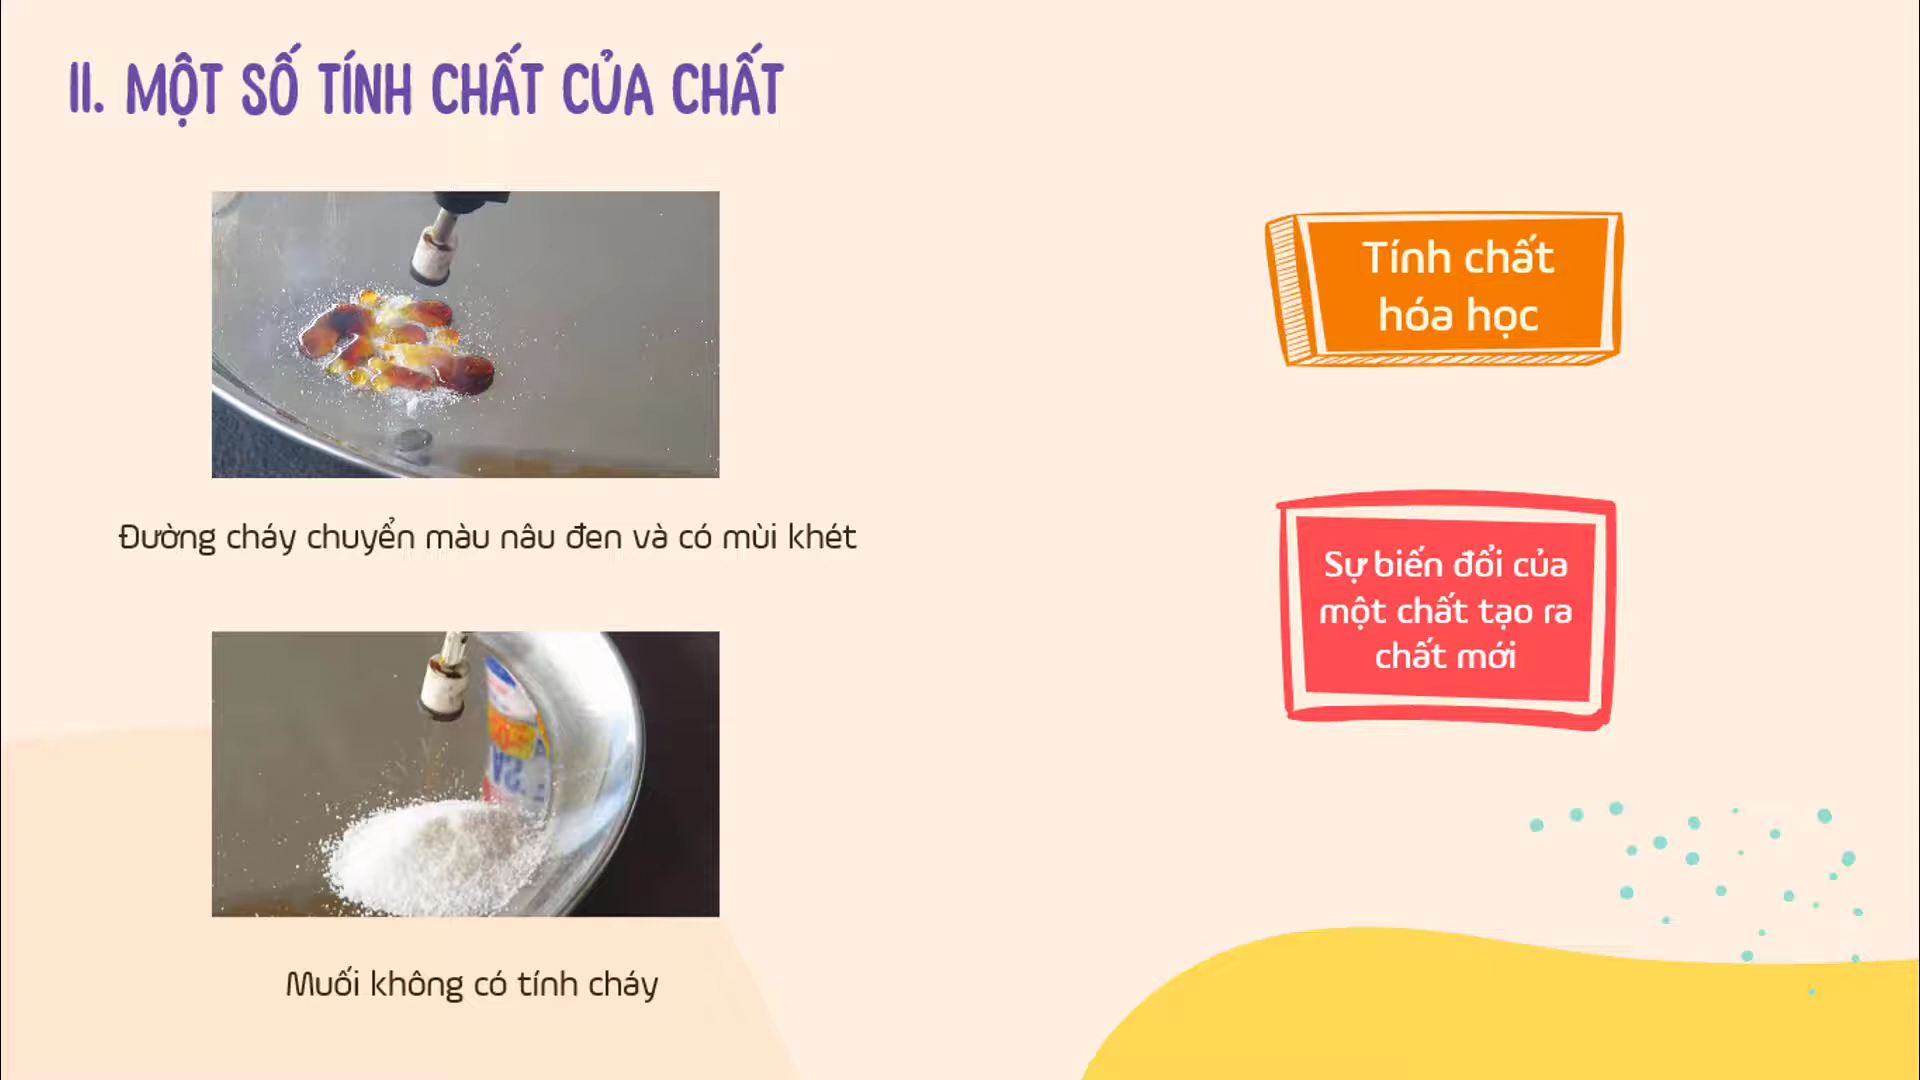 II. MỘT SỐ TÍNH CHẤT CỦA CHẤT
Đường cháy chuyển màu nâu đen và có mùi khét
Muối không có tính cháy
Tính chất
hóa học
Sự biến đổi của
một chất tạo ra
chất mới